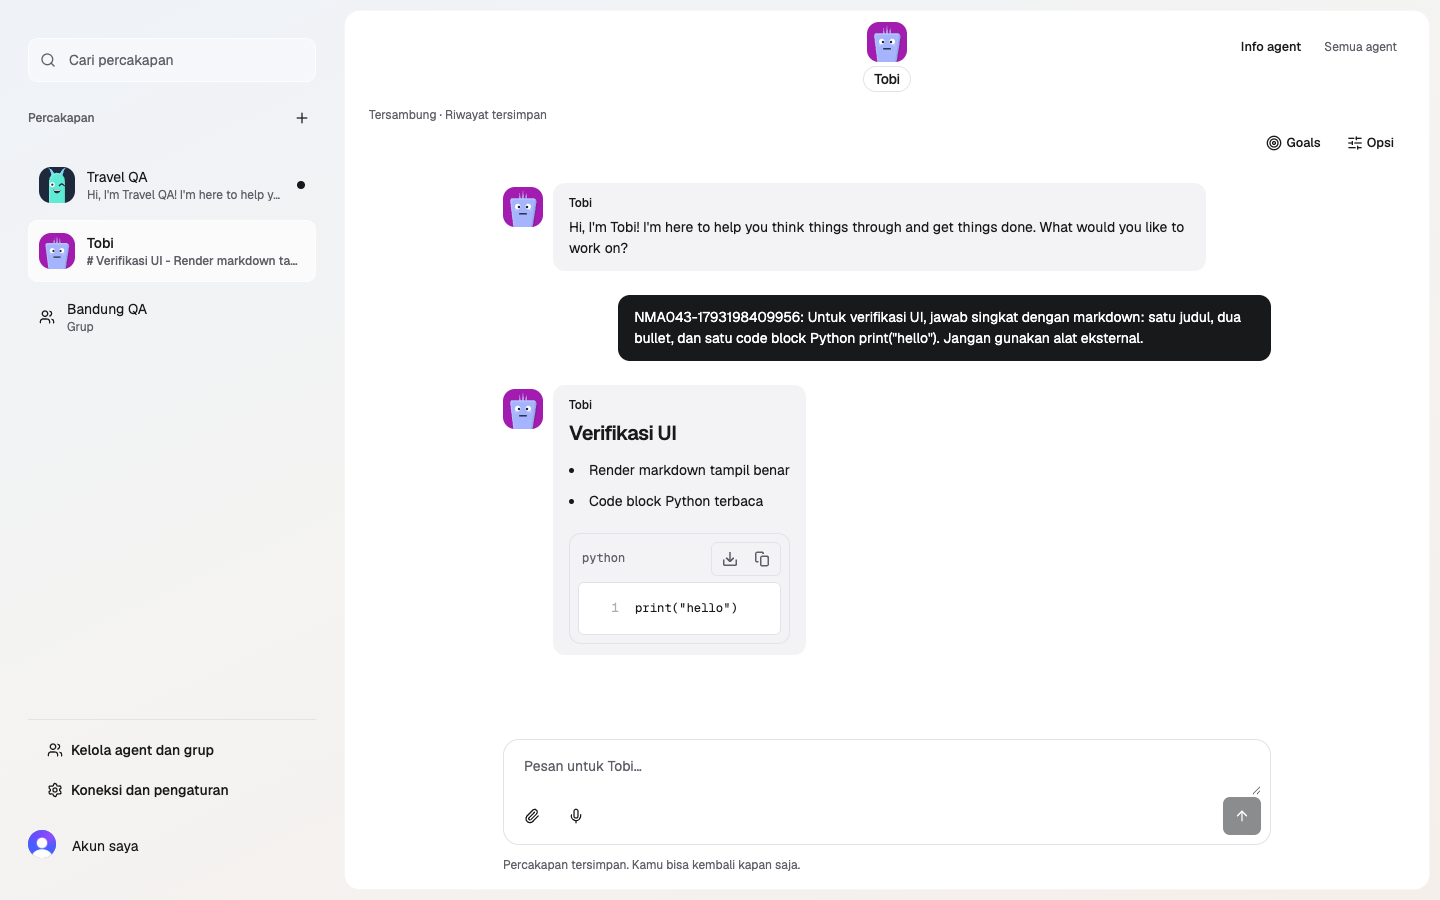 Cari percakapan
Percakapan
Travel QA
Hi, I'm Travel QA! I'm here to help y...
Tobi
# Verifikasi UI - Render markdown ta...
Bandung QA
Grup
Kelola agent dan grup
Koneksi dan pengaturan
Akun saya
Tobi
Info agent
Semua agent
Tersambung · Riwayat tersimpan
Goals
Opsi
Tobi
Hi, I'm Tobi! I'm here to help you think things through and get things done. What would you like to
work on?
NMA043-1793198409956: Untuk verifikasi UI, jawab singkat dengan markdown: satu judul, dua
bullet, dan satu code block Python print("hello"). Jangan gunakan alat eksternal.
Tobi
Verifikasi UI
• Render markdown tampil benar
• Code block Python terbaca
python
1 print("hello")
Pesan untuk Tobi...
Percakapan tersimpan. Kamu bisa kembali kapan saja.